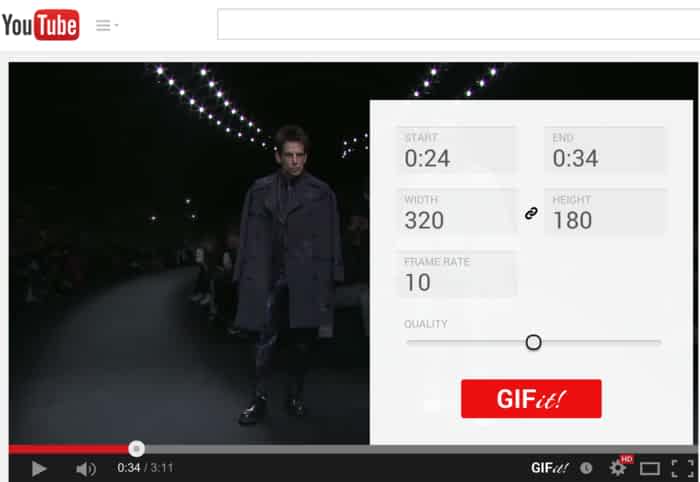 YouTube
START
0:24
END
0:34
WIDTH
320
HEIGHT
180
FRAME RATE
10
QUALITY
GIFit!
0:34 / 3:11
GIFit!
HD